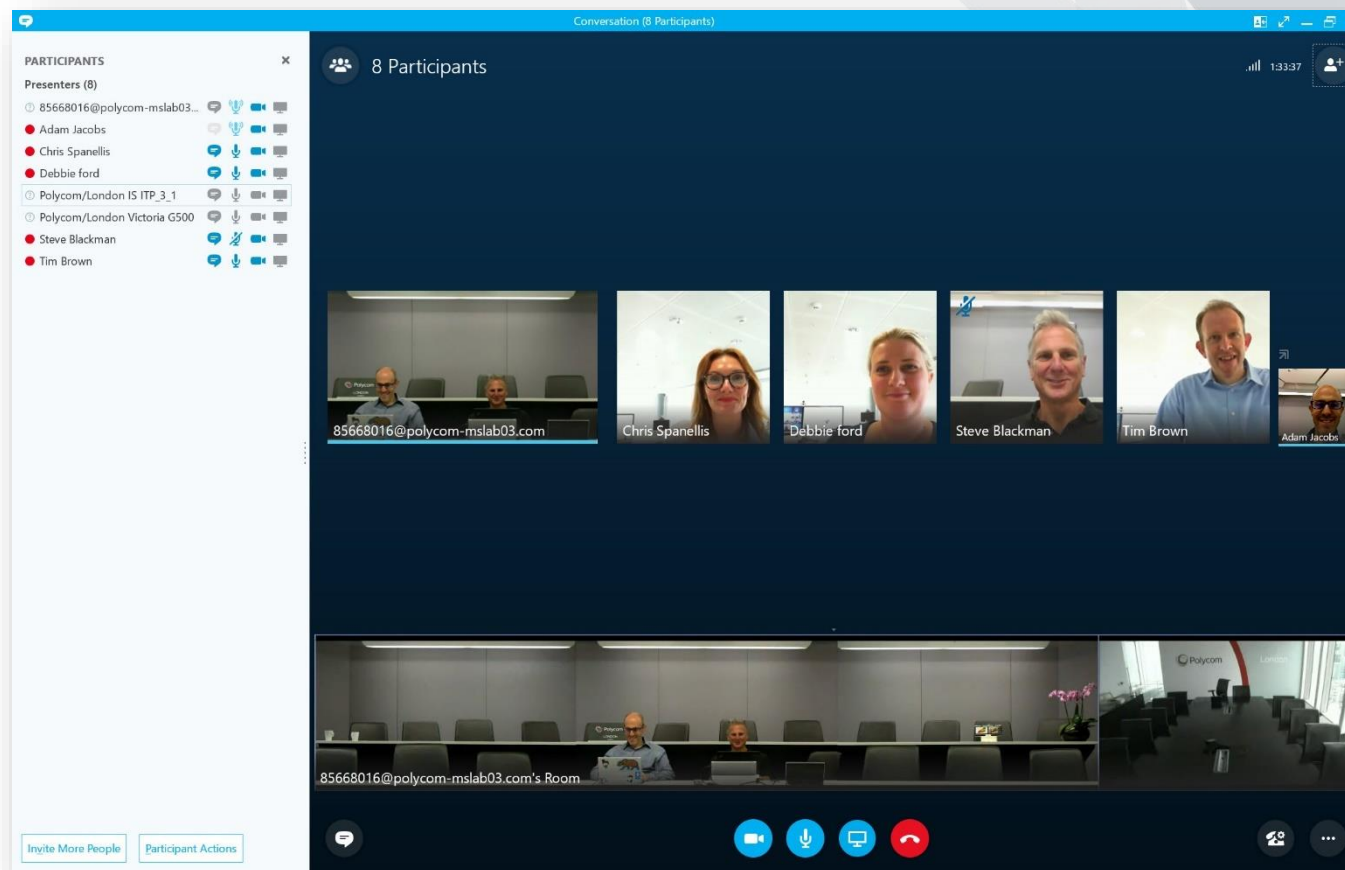 Conversation (8 Participants)
PARTICIPANTS
Presenters (8)
85668016@polycom-mslab03...
Adam Jacobs
Chris Spanellis
Debbie ford
Polycom/London IS ITP_3_1
Polycom/London Victoria G500
Steve Blackman
Tim Brown
Invite More People
Participant Actions
8 Participants
1:33:37
Polycom
85668016@polycom-mslab03.com
Chris Spanellis
Debbie ford
Steve Blackman
Tim Brown
Adam Jacobs
Polycom
85668016@polycom-mslab03.com's Room
Polycom
London